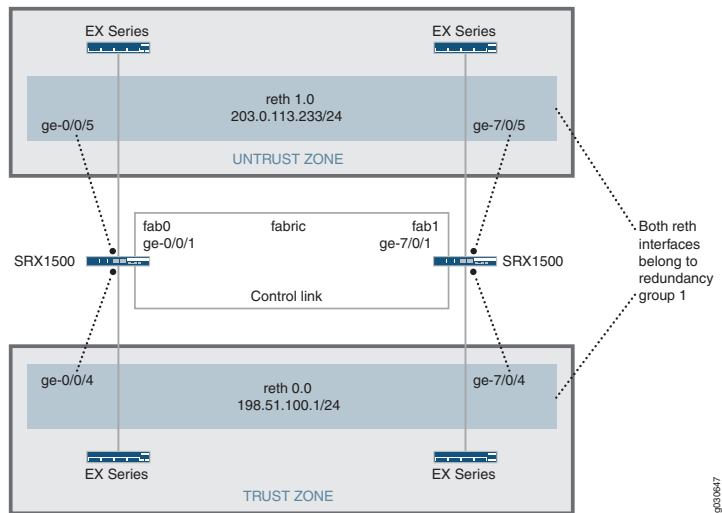 EX Series
EX Series
reth 1.0
203.0.113.233/24
ge-0/0/5
ge-7/0/5
UNTRUST ZONE
fab0
fabric
fab1
ge-0/0/1
ge-7/0/1
SRX1500
SRX1500
Control link
Both reth
interfaces
belong to
redundancy
group 1
ge-0/0/4
ge-7/0/4
reth 0.0
198.51.100.1/24
EX Series
EX Series
TRUST ZONE
g030647